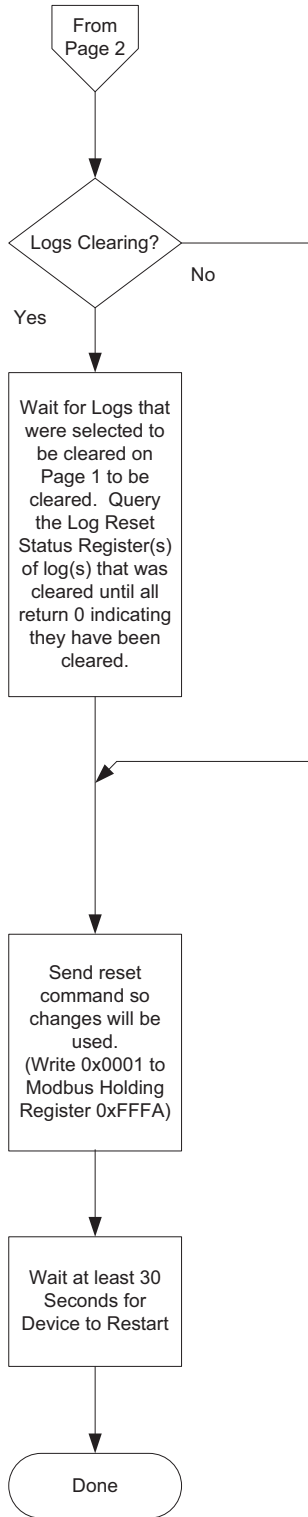 From
Page 2
Logs Clearing?
No
Yes
Wait for Logs that
were selected to
be cleared on
Page 1 to be
cleared.  Query
the Log Reset
Status Register(s)
of log(s) that was
cleared until all
return 0 indicating
they have been
cleared.
Send reset
command so
changes will be
used.
(Write 0x0001 to
Modbus Holding
Register 0xFFFA)
Wait at least 30
Seconds for
Device to Restart
Done